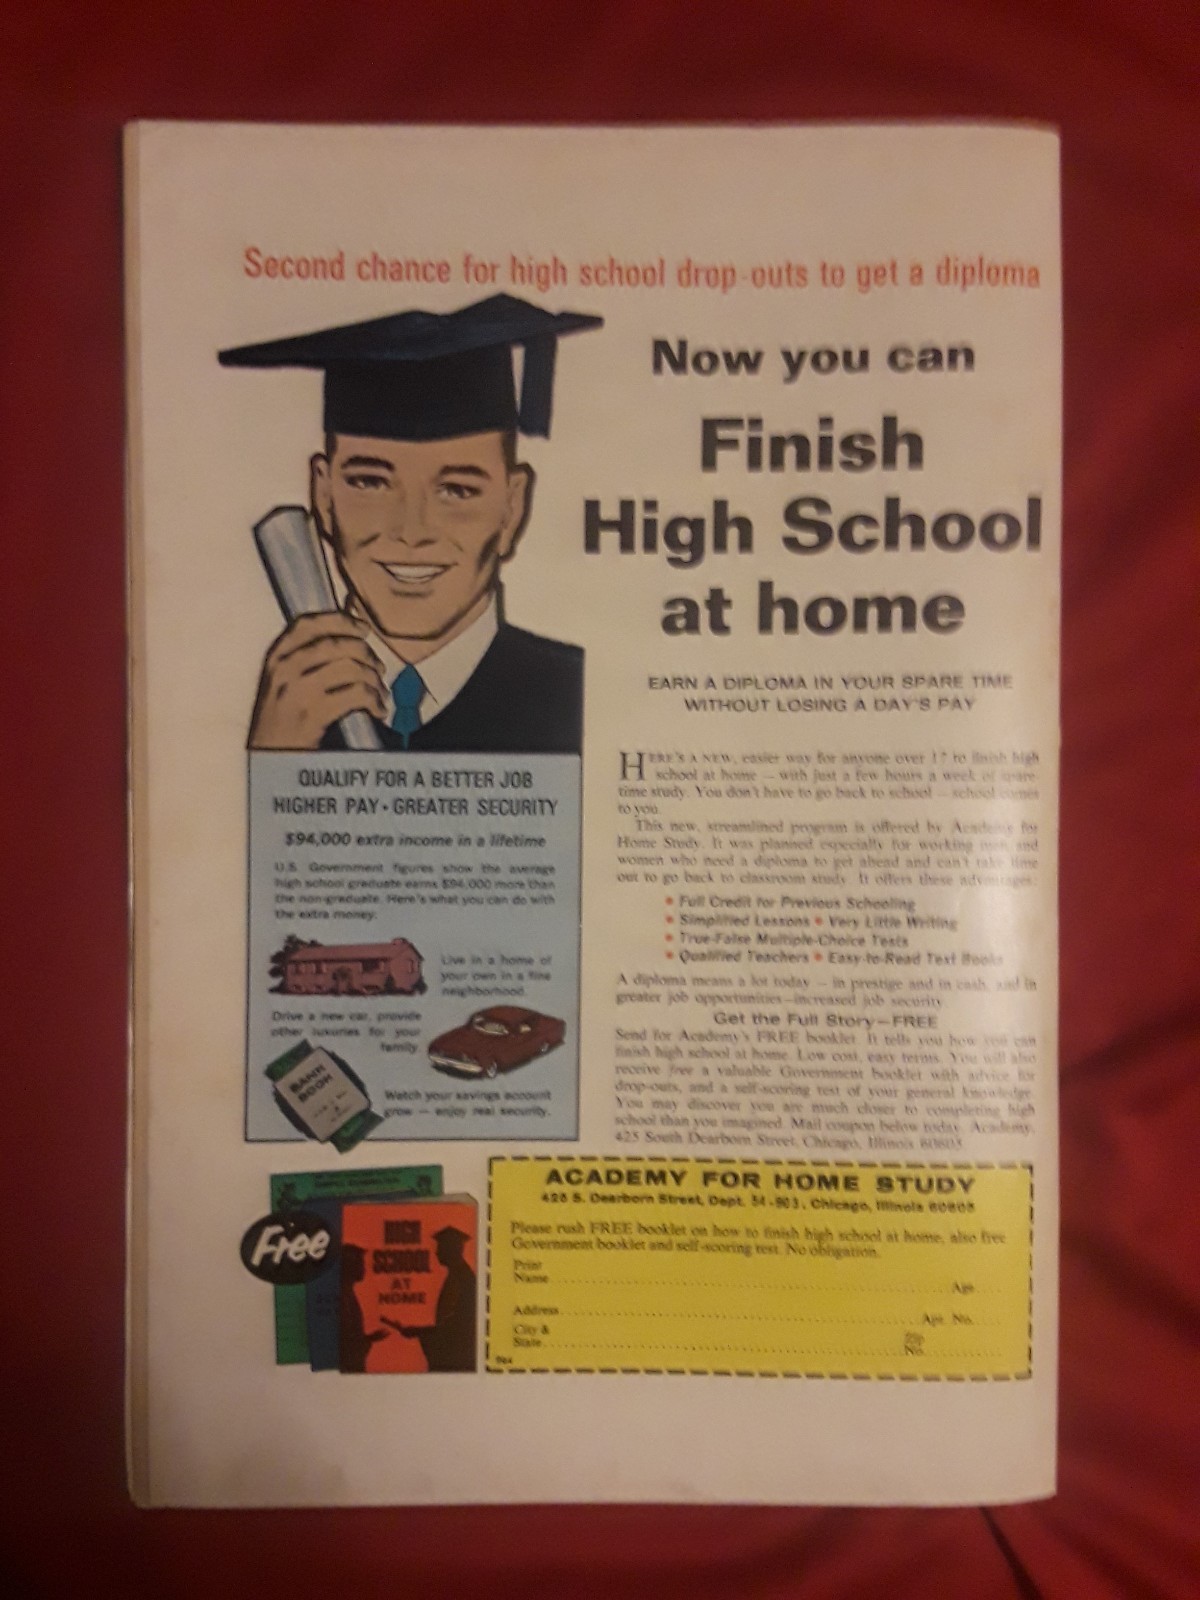 Second chance for high school drop-outs to get a diploma
Now you can
Finish
High School
at home
EARN A DIPLOMA IN YOUR SPARE TIME
WITHOUT LOSING A DAY'S PAY
HERE'S A NEW, easier way for anyone over 17 to finish high
school at home — with just a few hours a week of spare-
time study. You don't have to go back to school — school comes
to you.
This new, streamlined program is offered by Academy for
Home Study. It was planned especially for working men and
women who need a diploma to get ahead and can't take time
out to go back to classroom study. It offers these advantages:
• Full Credit for Previous Schooling
• Simplified Lessons • Very Little Writing
• True-False Multiple-Choice Tests
• Qualified Teachers • Easy-to-Read Text Books
A diploma means a lot today — in prestige and in cash, and in
greater job opportunities—increased job security.
Get the Full Story—FREE
Send for Academy's FREE booklet. It tells you how you can
finish high school at home. Low cost, easy terms. You will also
receive free a valuable Government booklet with advice for
drop-outs, and a self-scoring test of your general knowledge.
You may discover you are much closer to completing high
school than you imagined. Mail coupon below today. Academy,
425 South Dearborn Street, Chicago, Illinois 60605.
QUALIFY FOR A BETTER JOB
HIGHER PAY • GREATER SECURITY
$94,000 extra income in a lifetime
U.S. Government figures show the average
high school graduate earns $94,000 more than
the non-graduate. Here's what you can do with
the extra money:
Live in a home of
your own in a fine
neighborhood.
Drive a new car, provide
other luxuries for your
family.
BANK
BOOK
Watch your savings account
grow — enjoy real security.
Free
HIGH
SCHOOL
AT
HOME
ACADEMY FOR HOME STUDY
425 S. Dearborn Street, Dept. 54-903, Chicago, Illinois 60605
Please rush FREE booklet on how to finish high school at home, also free
Government booklet and self-scoring test. No obligation.
Print
Name Age
Address Apt. No.
City &
State Zip
No.